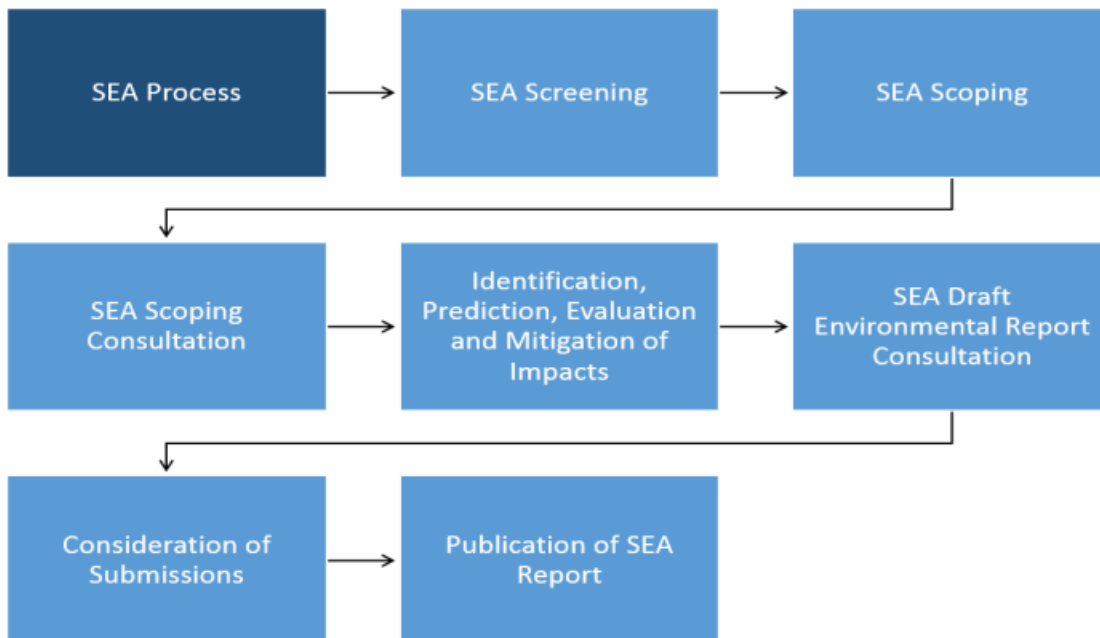 SEA Process
SEA Screening
SEA Scoping
SEA Scoping
Consultation
Identification,
Prediction, Evaluation
and Mitigation of
Impacts
SEA Draft
Environmental Report
Consultation
Consideration of
Submissions
Publication of SEA
Report